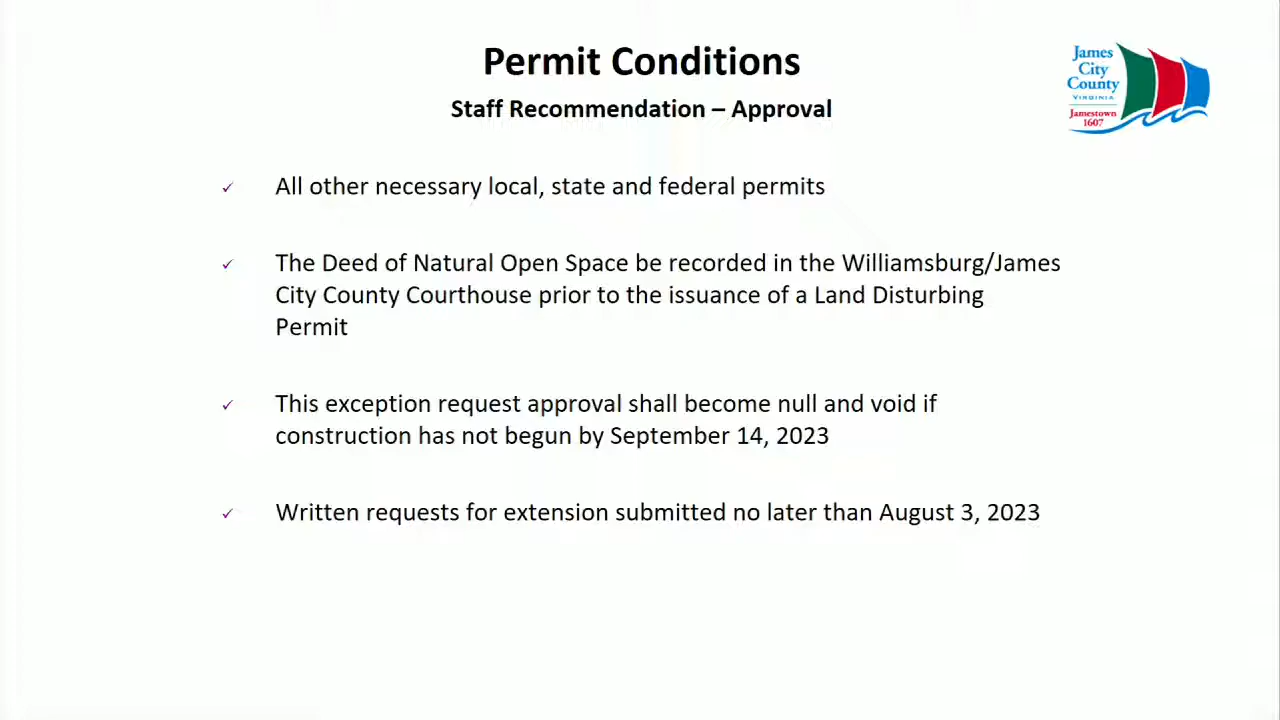 Permit Conditions
Staff Recommendation – Approval
James
City
County
VIRGINIA
Jamestown
1607
✓ All other necessary local, state and federal permits
✓ The Deed of Natural Open Space be recorded in the Williamsburg/James
City County Courthouse prior to the issuance of a Land Disturbing
Permit
✓ This exception request approval shall become null and void if
construction has not begun by September 14, 2023
✓ Written requests for extension submitted no later than August 3, 2023